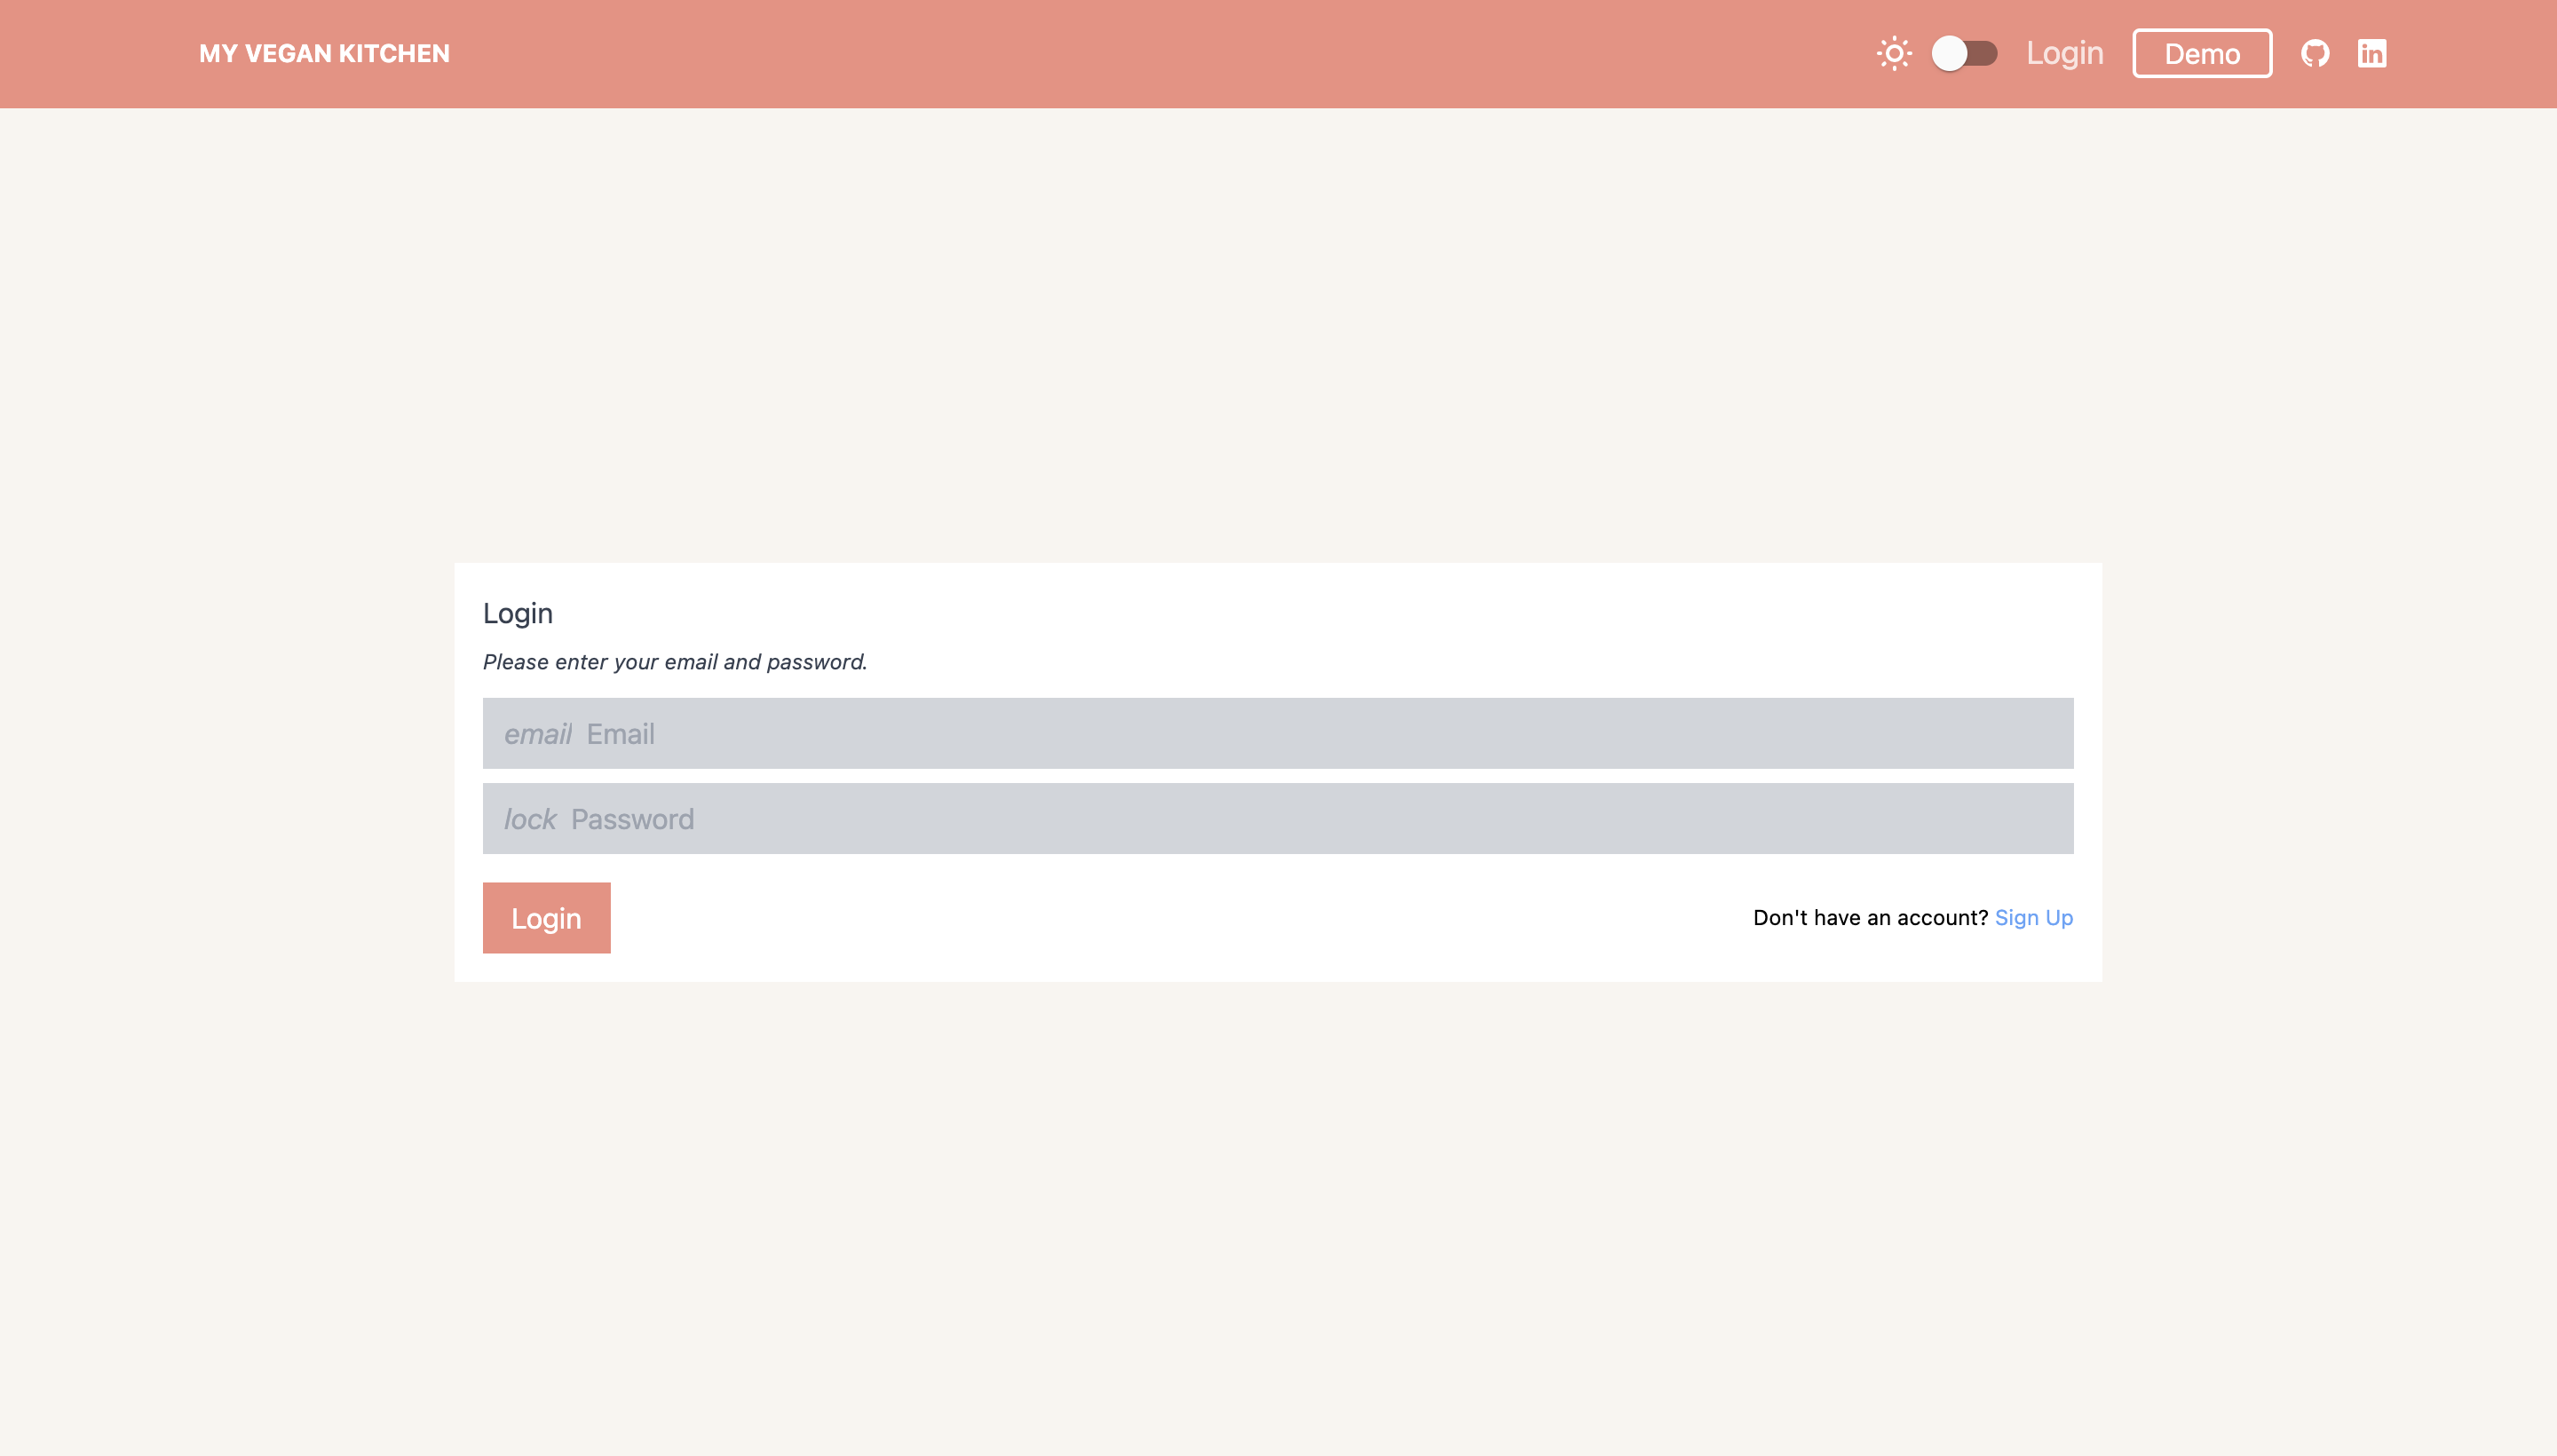 MY VEGAN KITCHEN
Login
Demo
in
Login
Please enter your email and password.
email Email
lock Password
Login
Don't have an account? Sign Up